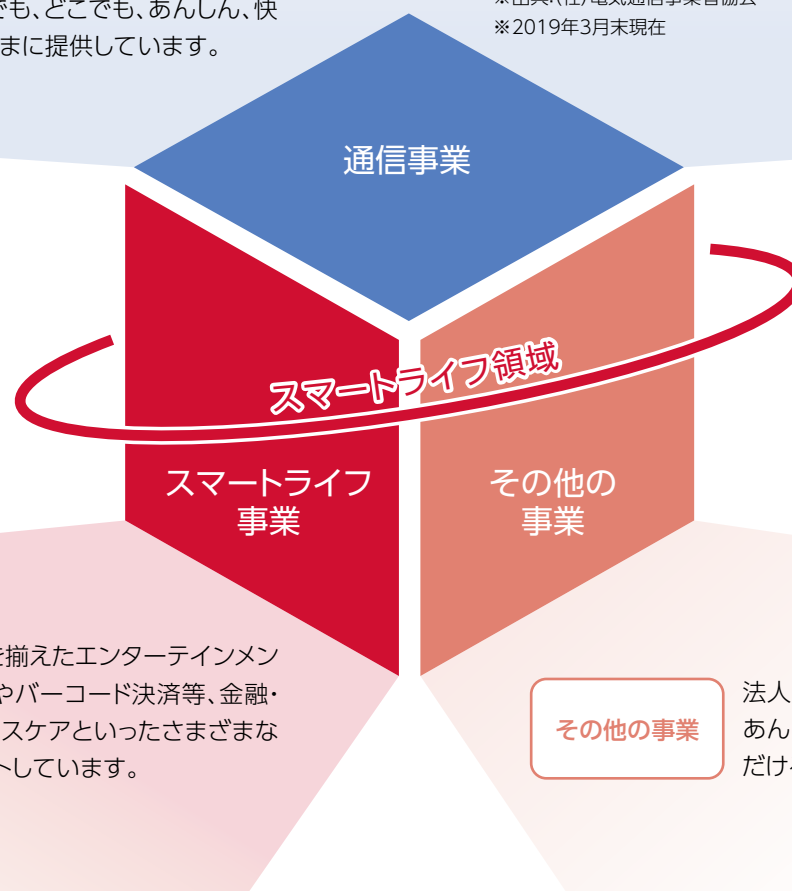 でも、どこでも、あんしん、快
まに提供しています。
※2019年3月末現在
通信事業
スマートライフ領域
スマートライフ
事業
その他の
事業
を揃えたエンターテインメン
やバーコード決済等、金融・
スケアといったさまざまな
トしています。
その他の事業
法人
あん
だけ